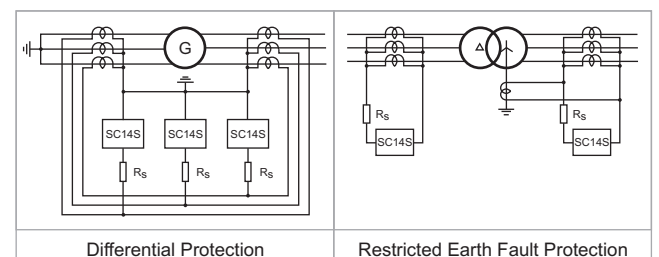 G
SC14S SC14S SC14S
Rs Rs Rs
Differential Protection
Δ
Rs Rs
SC14S SC14S
Restricted Earth Fault Protection